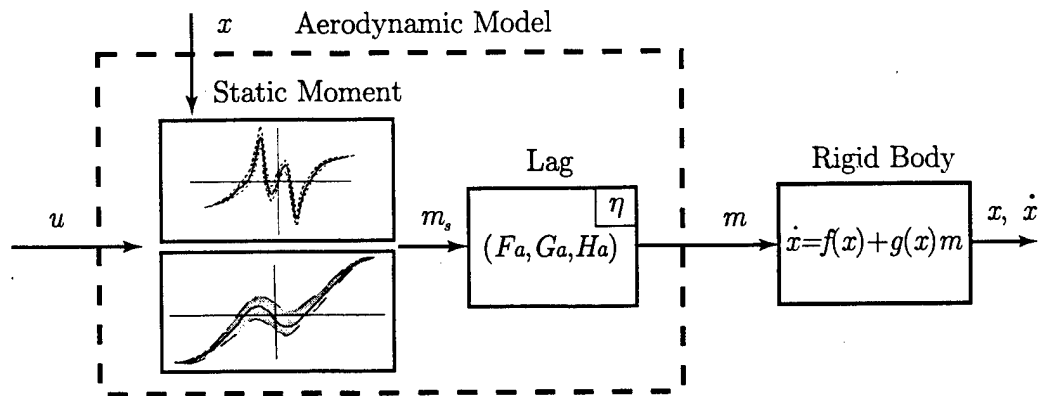 x
Aerodynamic Model
Static Moment
Lag
Rigid Body
u
m_s
η
(Fa,Ga,Ha)
m
ẋ=f(x)+g(x)m
x, ẋ